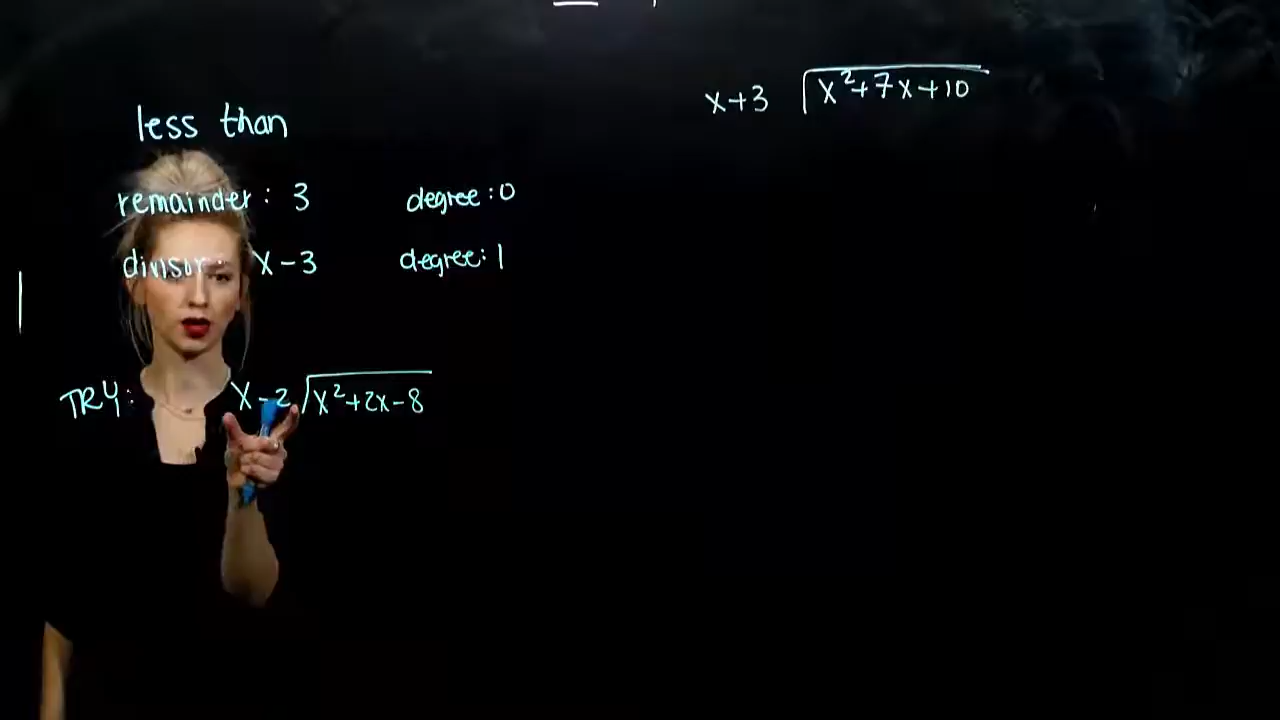 less than
remainder: 3 degree: 0
divisor: x-3 degree: 1
TRY: x-2 x²+2x-8
x+3 x²+7x+10